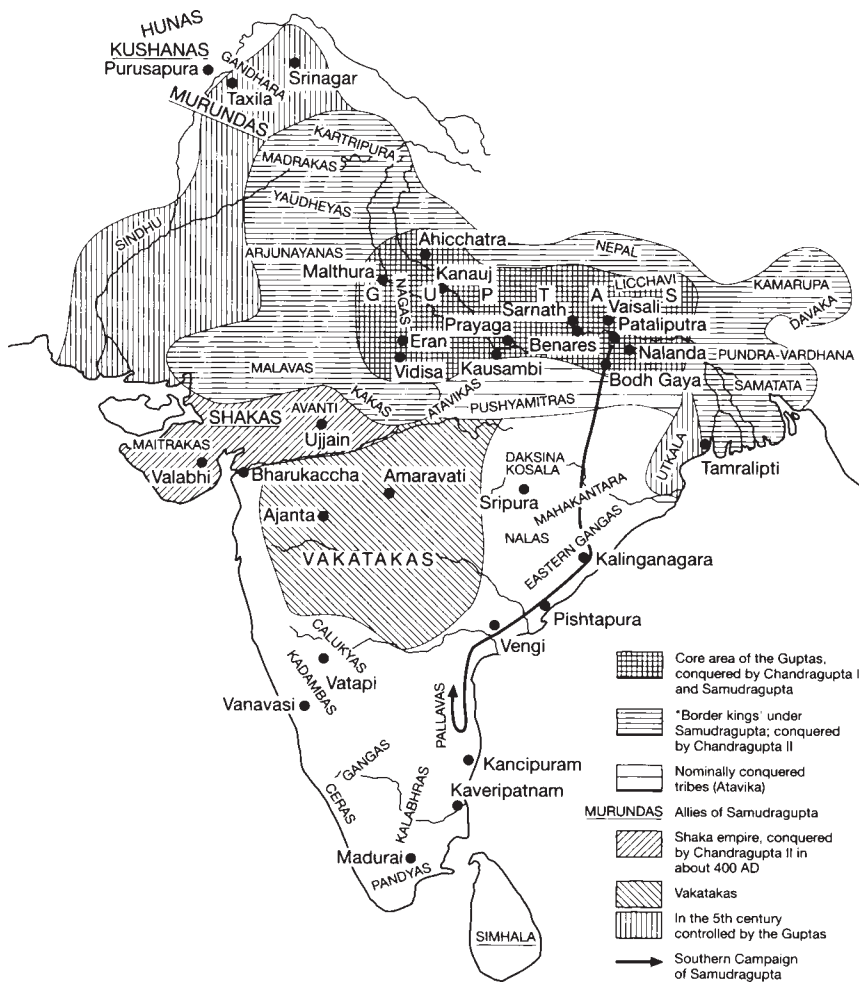 HUNAS
KUSHANAS
Purusapura
GANDHARA
Srinagar
Taxila
MURUNDAS
KARTRIPURA
MADRAKAS
YAUDHEYAS
SINDHU
ARJUNAYANAS
Ahicchatra
NEPAL
Malthura
Kanauj
LICCHAVI
KAMARUPA
G U P T A S
NAGAS
Sarnath
Vaisali
DAVAKA
Prayaga
Pataliputra
Eran
Benares
Nalanda
PUNDRA-VARDHANA
MALAVAS
Vidisa
Kausambi
Bodh Gaya
SAMATATA
KAKAS
ATAVIKAS
PUSHYAMITRAS
SHAKAS
AVANTI
Ujjain
MAITRAKAS
Valabhi
Bharukaccha
Amaravati
DAKSINA
KOSALA
UTKALA
Tamralipti
Sripura
MAHAKANTARA
Ajanta
NALAS
EASTERN GANGAS
VAKATAKAS
Kalinganagara
Pishtapura
Vengi
CALUKYAS
Vatapi
KADAMBAS
Vanavasi
PALLAVAS
GANGAS
Kancipuram
CERAS
KALABHRAS
Kaveripatnam
Madurai
PANDYAS
SIMHALA
Core area of the Guptas,
conquered by Chandragupta I
and Samudragupta
"Border kings' under
Samudragupta; conquered
by Chandragupta II
Nominally conquered
tribes (Atavika)
MURUNDAS Allies of Samudragupta
Shaka empire, conquered
by Chandragupta II in
about 400 AD
Vakatakas
In the 5th century
controlled by the Guptas
Southern Campaign
of Samudragupta